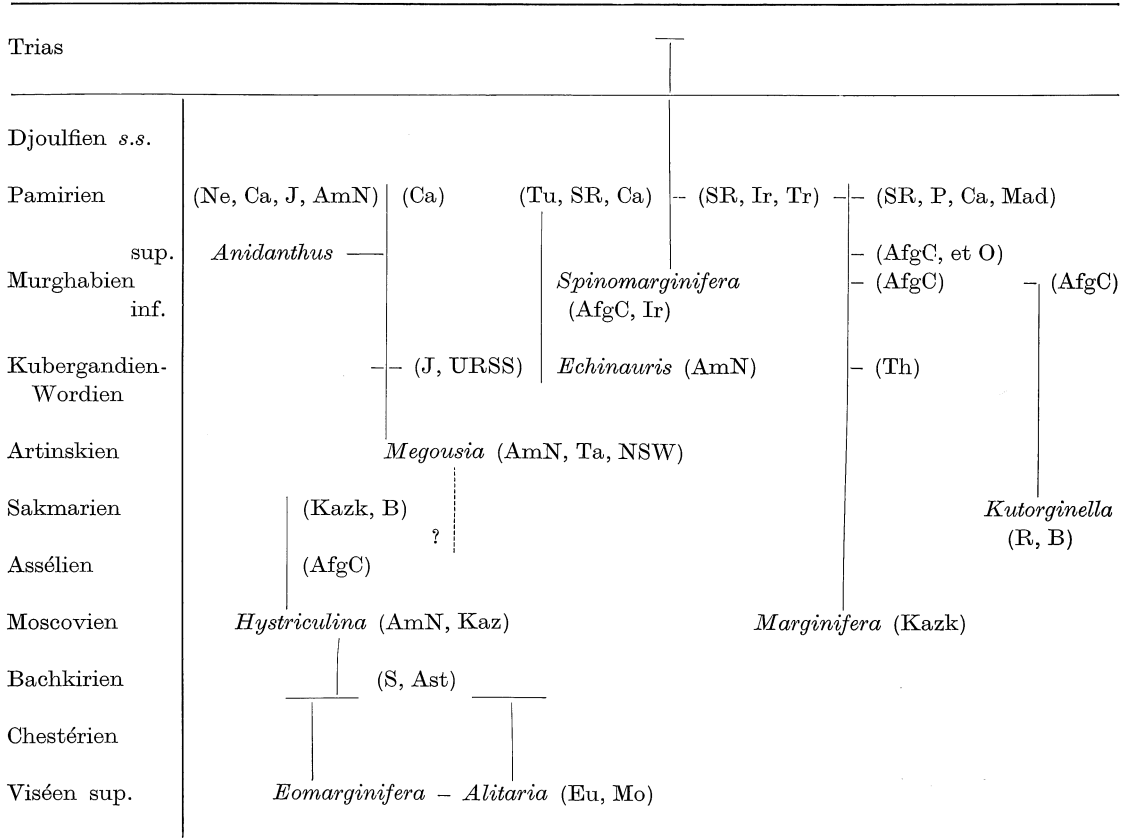 Trias
Djoulfien s.s.
Pamirien (Ne, Ca, J, AmN) (Ca) (Tu, SR, Ca) – (SR, Ir, Tr) – – (SR, P, Ca, Mad)
sup. Anidanthus — – (AfgC, et O)
Murghabien Spinomarginifera – (AfgC) – (AfgC)
inf. (AfgC, Ir)
Kubergandien- – – (J, URSS) Echinauris (AmN) – (Th)
Wordien
Artinskien Megousia (AmN, Ta, NSW)
Sakmarien (Kazk, B) Kutorginella
? (R, B)
Assélien (AfgC)
Moscovien Hystriculina (AmN, Kaz) Marginifera (Kazk)
Bachkirien (S, Ast)
Chestérien
Viséen sup. Eomarginifera – Alitaria (Eu, Mo)